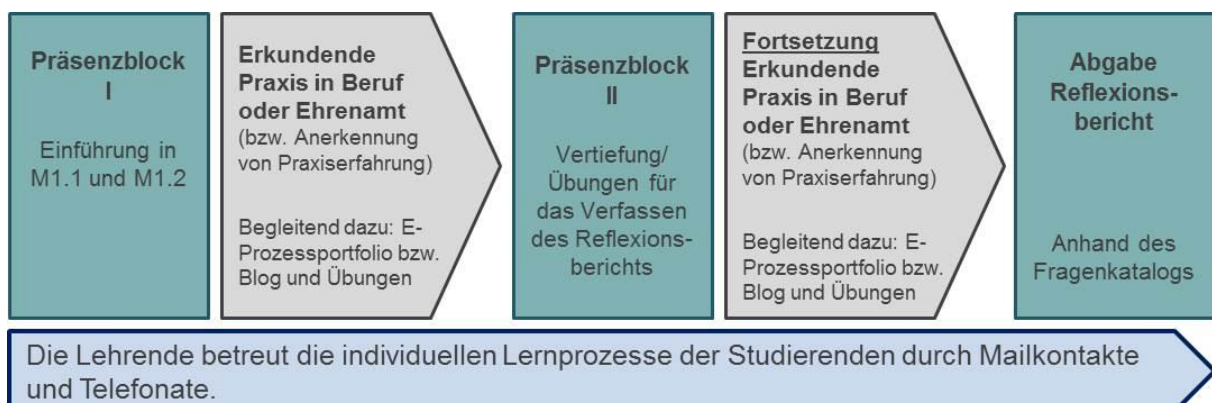 Präsenzblock
I
Einführung in
M1.1 und M1.2
Erkundende
Praxis in Beruf
oder Ehrenamt
(bzw. Anerkennung
von Praxiserfahrung)
Begleitend dazu: E-
Prozessportfolio bzw.
Blog und Übungen
Präsenzblock
II
Vertiefung/
Übungen für
das Verfassen
des Reflexions-
berichts
Fortsetzung
Erkundende
Praxis in Beruf
oder Ehrenamt
(bzw. Anerkennung
von Praxiserfahrung)
Begleitend dazu: E-
Prozessportfolio bzw.
Blog und Übungen
Abgabe
Reflexions-
bericht
Anhand des
Fragenkatalogs
Die Lehrende betreut die individuellen Lernprozesse der Studierenden durch Mailkontakte
und Telefonate.